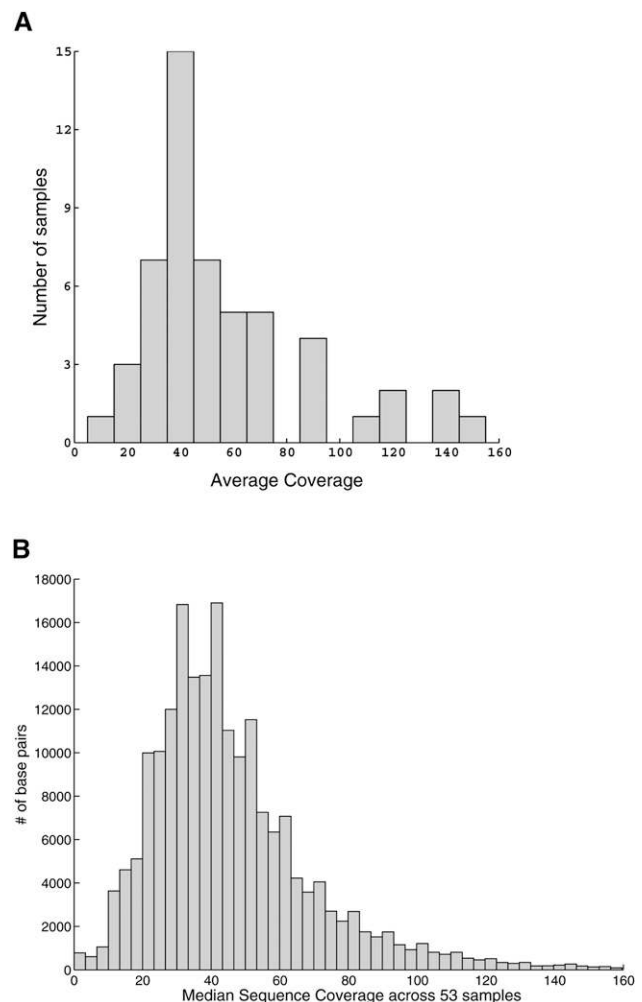 A
15
12
9
6
3
0
Number of samples
0 20 40 60 80 100 120 140 160
Average Coverage
B
18000
16000
14000
12000
10000
8000
6000
4000
2000
0
# of base pairs
0 20 40 60 80 100 120 140 160
Median Sequence Coverage across 53 samples